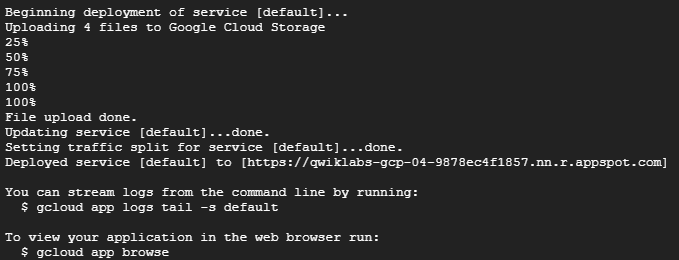 Beginning deployment of service [default]...
Uploading 4 files to Google Cloud Storage
25%
50%
75%
100%
100%
File upload done.
Updating service [default]...done.
Setting traffic split for service [default]...done.
Deployed service [default] to [https://qwiklabs-gcp-04-9878ec4f1857.nn.r.appspot.com]
You can stream logs from the command line by running:
$ gcloud app logs tail -s default
To view your application in the web browser run:
$ gcloud app browse